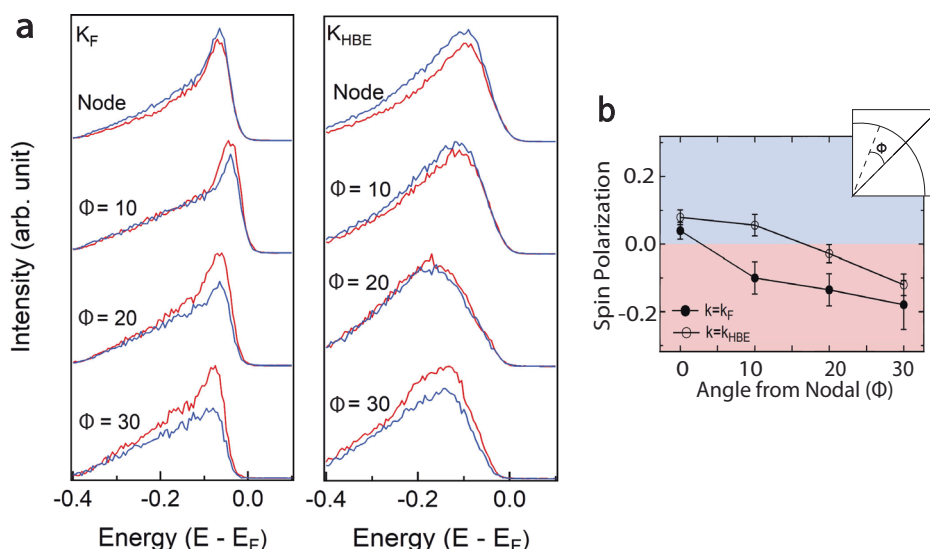 a
K_F
Node
Φ = 10
Φ = 20
Φ = 30
-0.4 -0.2 0.0
Energy (E - E_F)
Intensity (arb. unit)
K_HBE
Node
Φ = 10
Φ = 20
Φ = 30
-0.4 -0.2 0.0
Energy (E - E_F)
b
Φ
0.2
0.0
-0.2
Spin Polarization
k=k_F
k=k_HBE
0 10 20 30
Angle from Nodal (Φ)